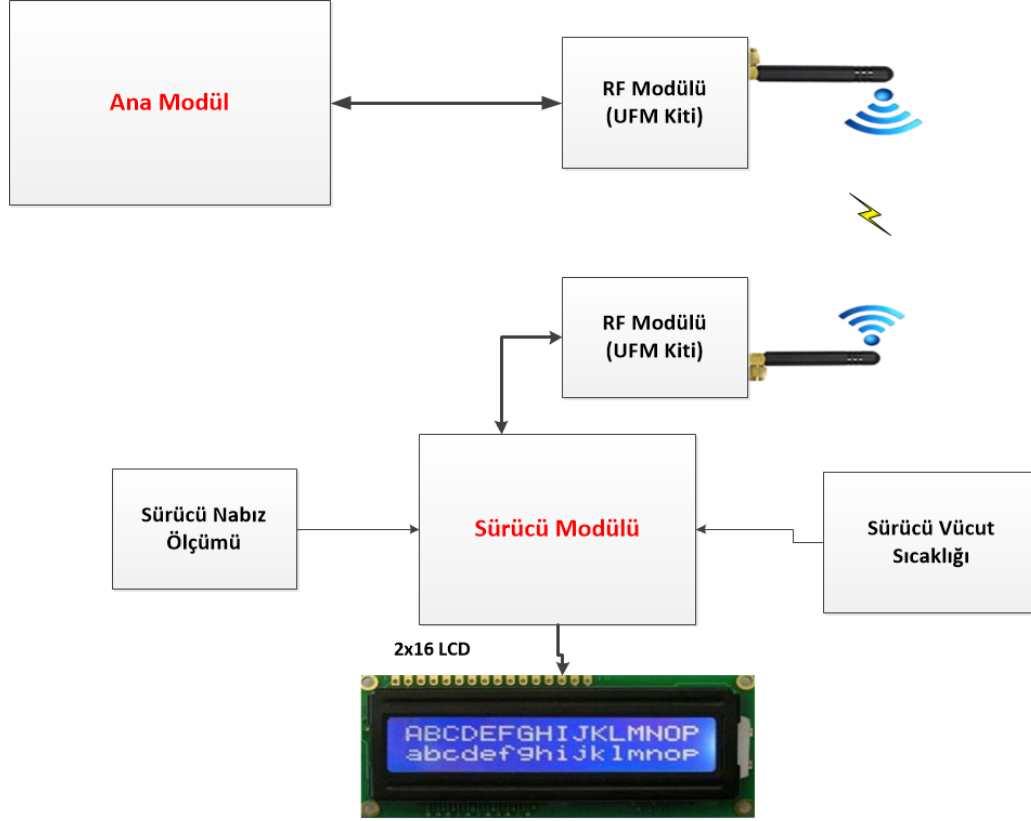 Ana Modül
RF Modülü
(UFM Kiti)
RF Modülü
(UFM Kiti)
Sürücü Nabız
Ölçümü
Sürücü Modülü
Sürücü Vücut
Sıcaklığı
2x16 LCD
ABCDEFGHIJKLMNOP
abcdefghijklmnop